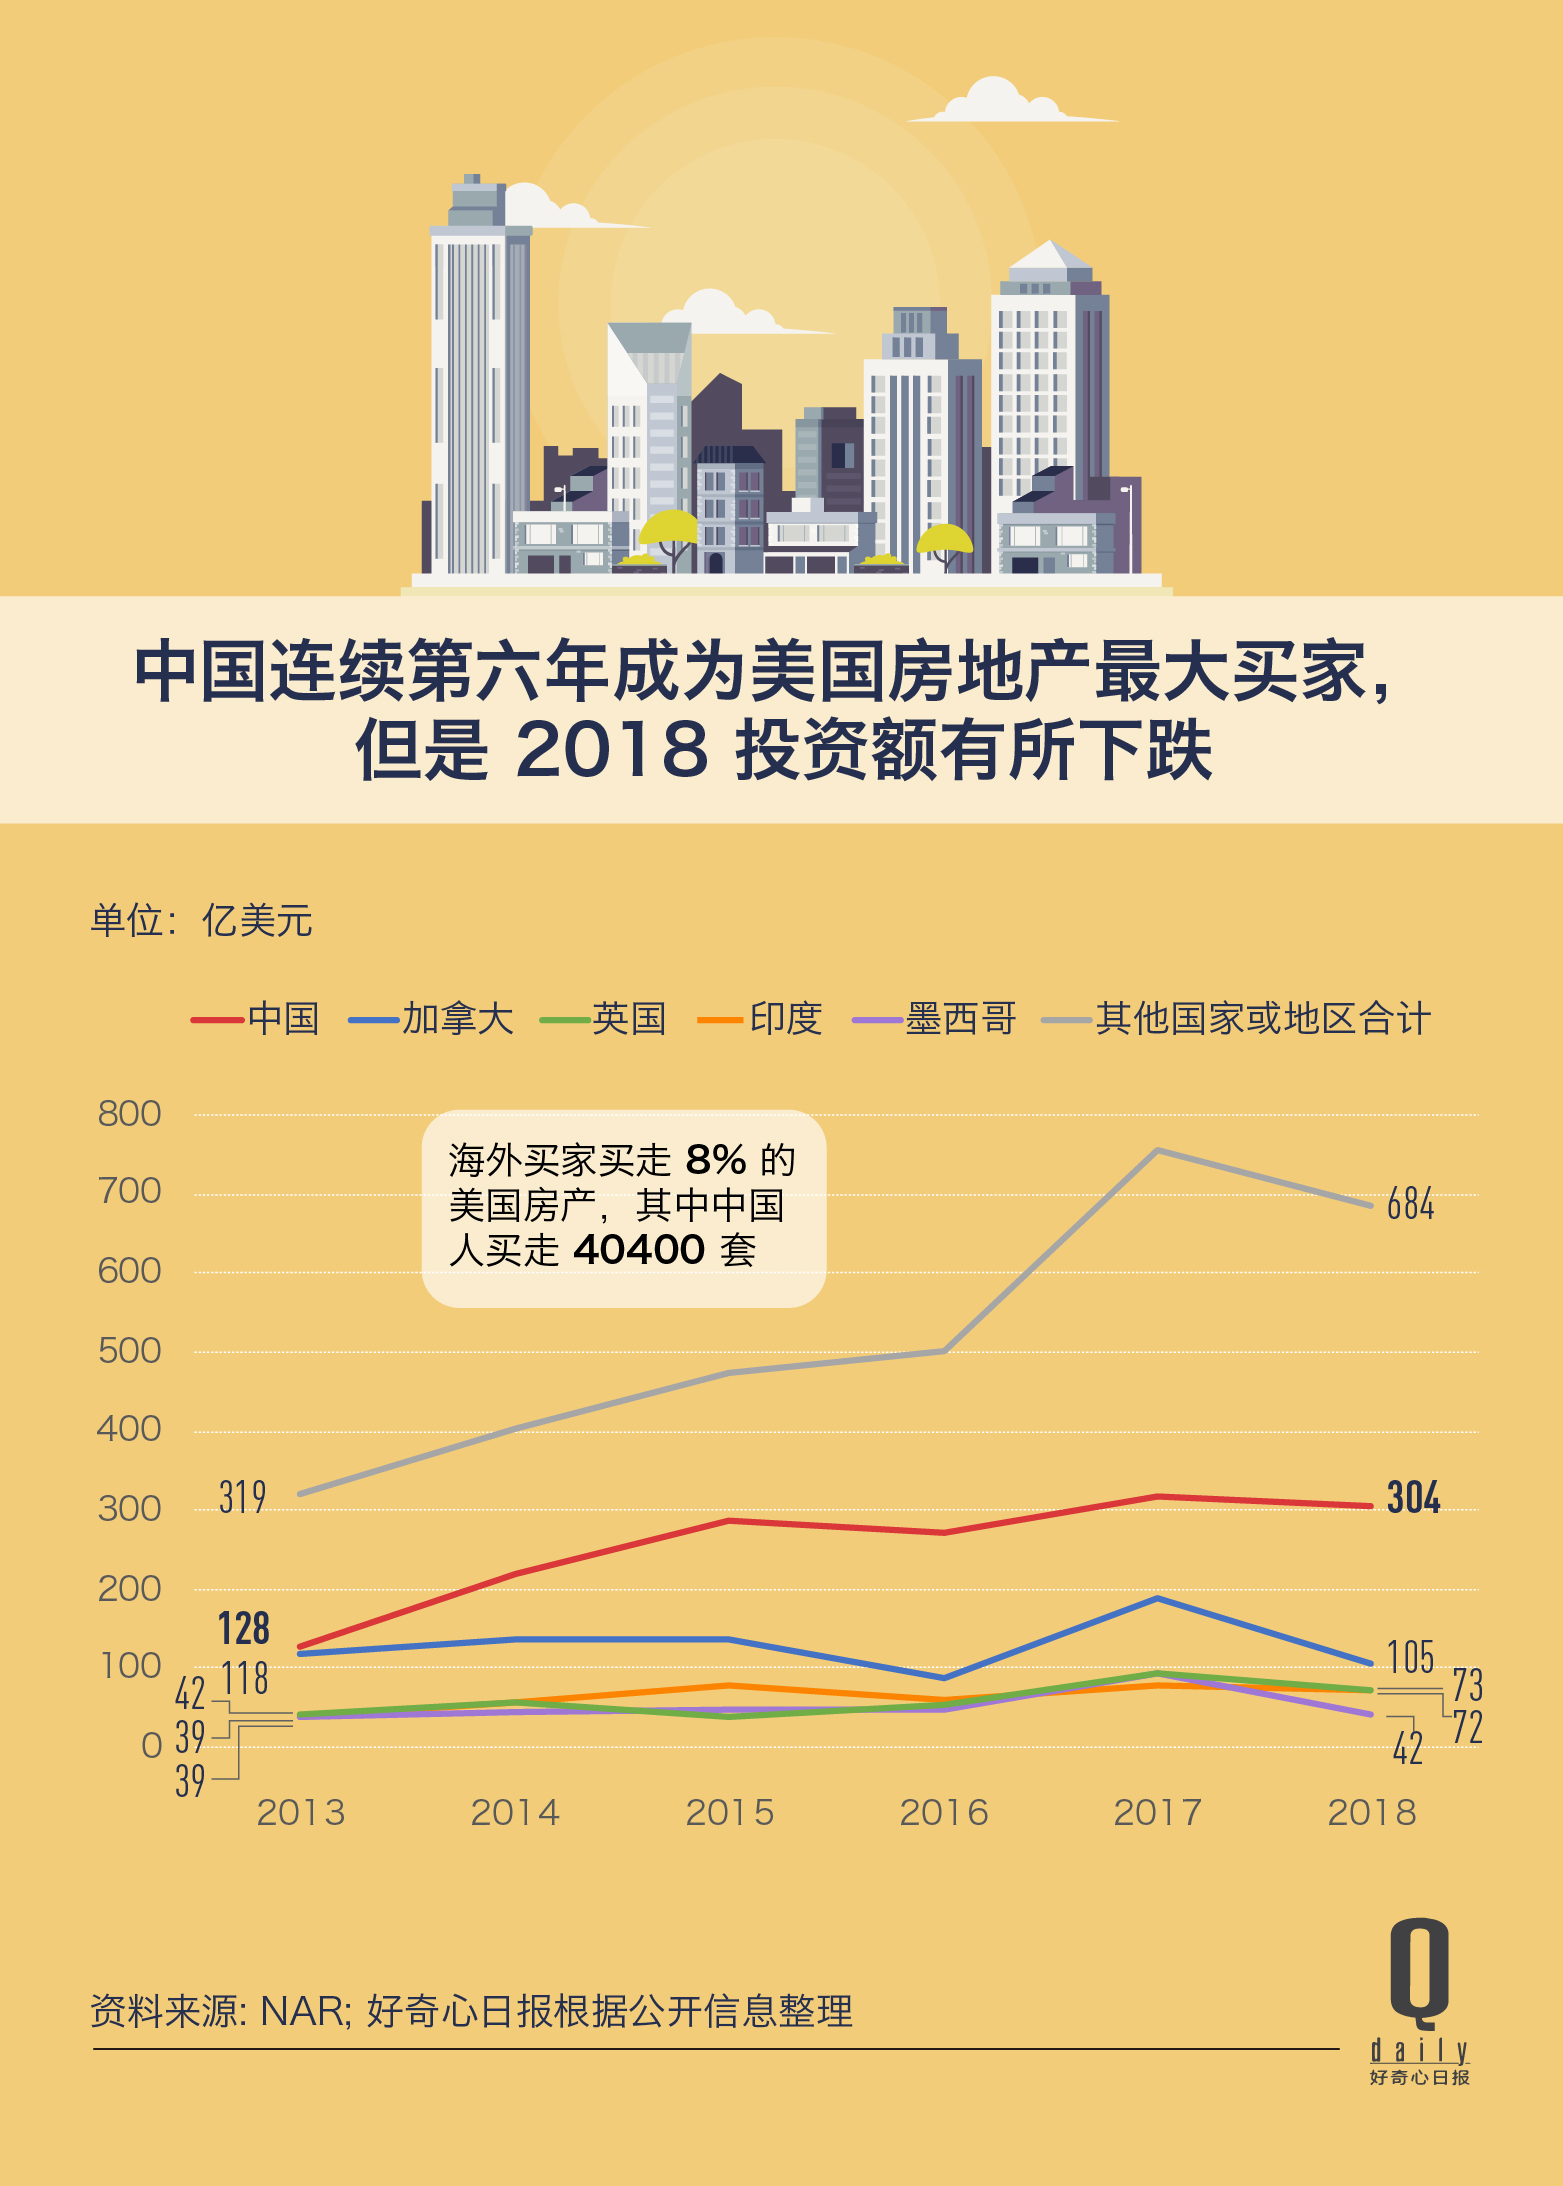 中国连续第六年成为美国房地产最大买家，
但是 2018 投资额有所下跌
单位：亿美元
中国 加拿大 英国 印度 墨西哥 其他国家或地区合计
800
海外买家买走 8% 的
美国房产，其中中国
人买走 40400 套
700
684
600
500
400
319
300
304
200
128
100
118
105
42
73
39
72
0
42
39
2013 2014 2015 2016 2017 2018
资料来源: NAR; 好奇心日报根据公开信息整理
Q
daily
好奇心日报